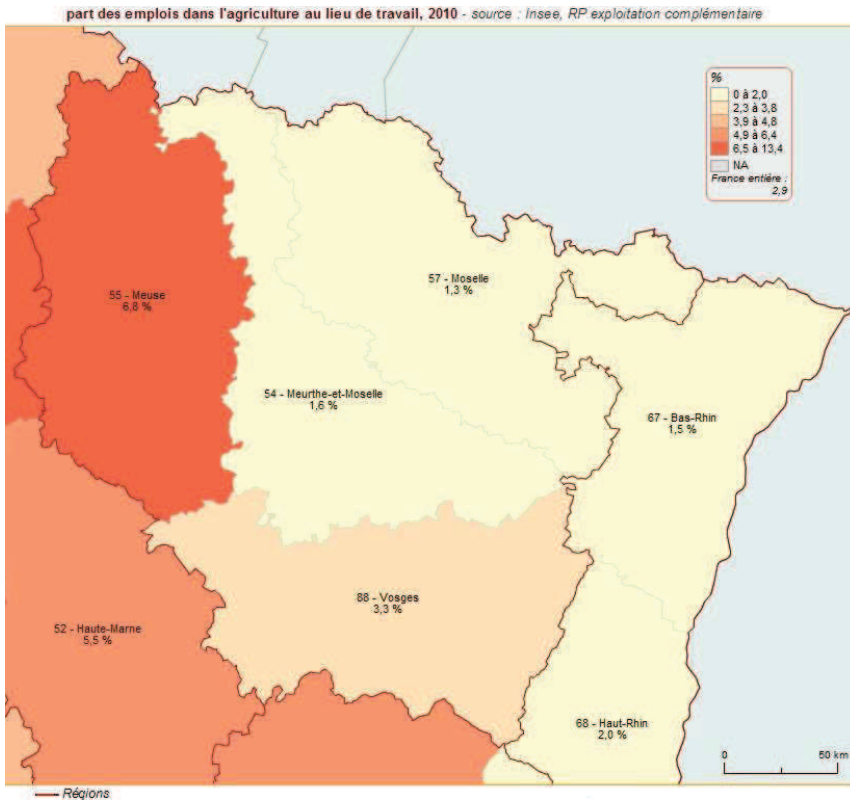 part des emplois dans l'agriculture au lieu de travail, 2010 - source : Insee, RP exploitation complémentaire
%
0 à 2,0
2,3 à 3,8
3,9 à 4,8
4,9 à 6,4
6,5 à 13,4
NA
France entière :
2,9
57 - Moselle
1,3 %
55 - Meuse
6,8 %
54 - Meurthe-et-Moselle
1,6 %
67 - Bas-Rhin
1,5 %
88 - Vosges
3,3 %
52 - Haute-Marne
5,5 %
68 - Haut-Rhin
2,0 %
0 50 km
Régions